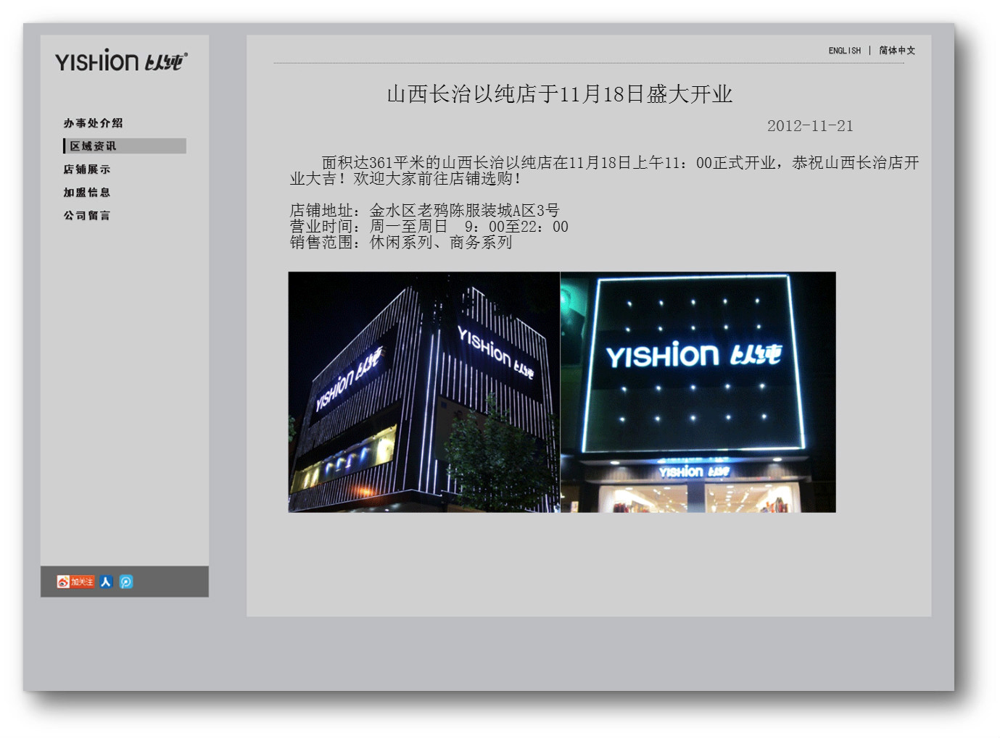 YISHION 以纯
ENGLISH | 简体中文
办事处介绍
区域资讯
店铺展示
加盟信息
公司留言
山西长治以纯店于11月18日盛大开业
2012-11-21
面积达361平米的山西长治以纯店在11月18日上午11：00正式开业，恭祝山西长治店开
业大吉！欢迎大家前往店铺选购！
店铺地址：金水区老鸦陈服装城A区3号
营业时间：周一至周日 9：00至22：00
销售范围：休闲系列、商务系列
YISHION 以纯
YISHION 以纯
YISHION 以纯
YISHION 以纯
加关注